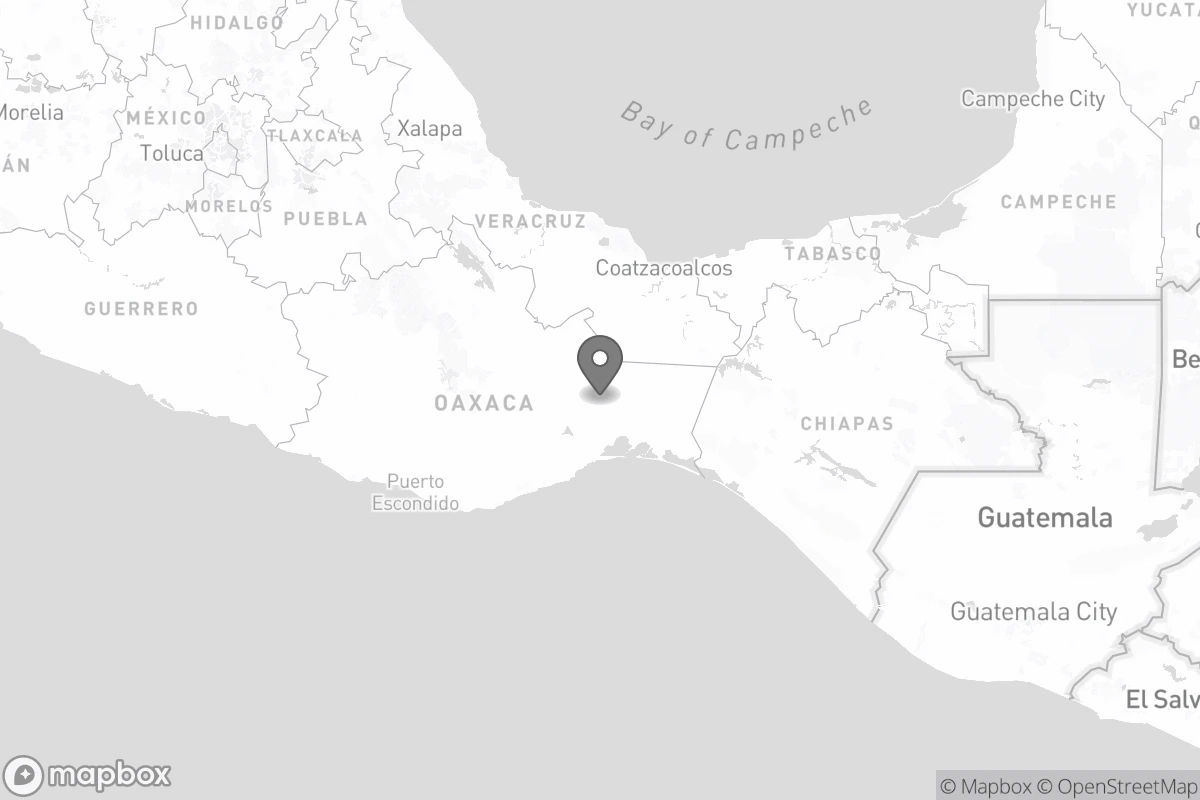 HIDALGO
YUCATA
Campeche City
Morelia
MÉXICO
Bay of Campeche
Q
TLAXCALA
Xalapa
Toluca
ÁN
MORELOS
PUEBLA
VERACRUZ
CAMPECHE
C
TABASCO
Coatzacoalcos
GUERRERO
Be
OAXACA
CHIAPAS
Puerto
Escondido
Guatemala
Guatemala City
El Salv
mapbox
© Mapbox © OpenStreetMap